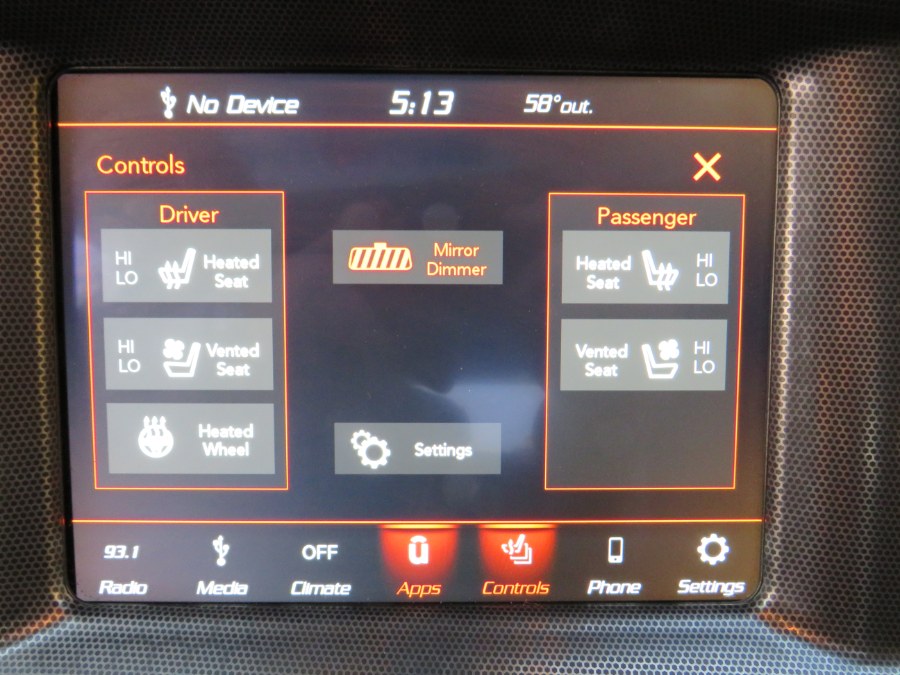 No Device 5:13 58° out.
Controls
Driver
HI
LO
Heated
Seat
HI
LO
Vented
Seat
Heated
Wheel
Mirror
Dimmer
Settings
Passenger
Heated
Seat
HI
LO
Vented
Seat
HI
LO
93.1 OFF û
Radio Media Climate Apps Controls Phone Settings